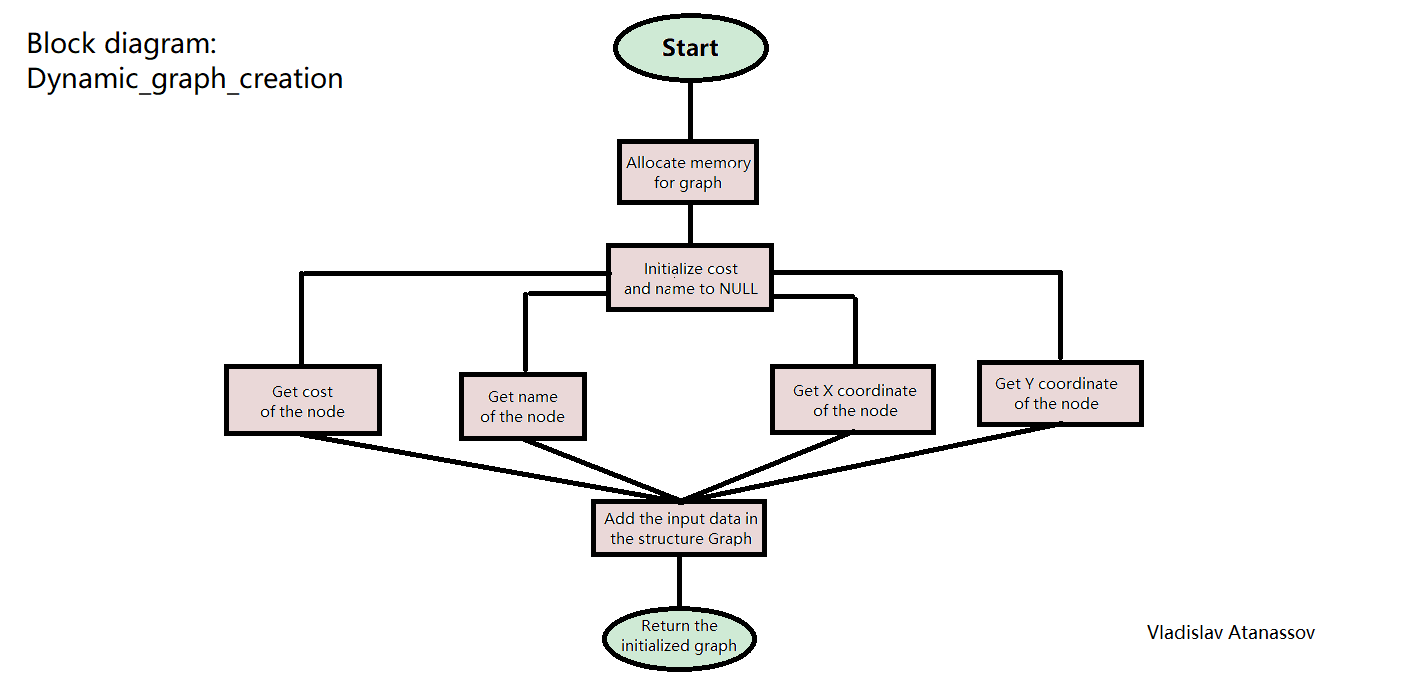 Block diagram:
Dynamic_graph_creation
Start
Allocate memory
for graph
Initialize cost
and name to NULL
Get cost
of the node
Get name
of the node
Get X coordinate
of the node
Get Y coordinate
of the node
Add the input data in
the structure Graph
Return the
initialized graph
Vladislav Atanassov